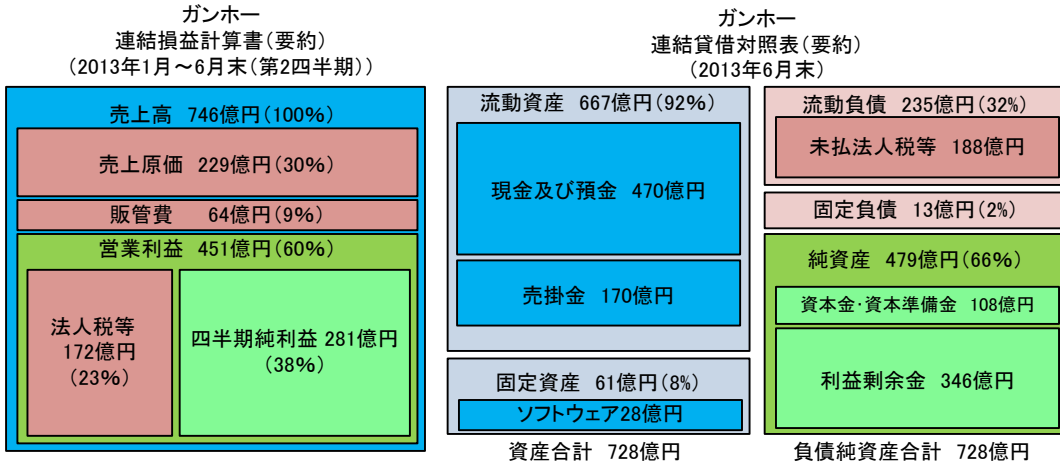 ガンホー
連結損益計算書(要約)
(2013年1月～6月末(第2四半期))
売上高 746億円(100%)
売上原価 229億円(30%)
販管費 64億円(9%)
営業利益 451億円(60%)
法人税等
172億円
(23%)
四半期純利益 281億円
(38%)
ガンホー
連結貸借対照表(要約)
(2013年6月末)
流動資産 667億円(92%)
現金及び預金 470億円
売掛金 170億円
固定資産 61億円(8%)
ソフトウェア28億円
資産合計 728億円
流動負債 235億円(32%)
未払法人税等 188億円
固定負債 13億円(2%)
純資産 479億円(66%)
資本金・資本準備金 108億円
利益剰余金 346億円
負債純資産合計 728億円